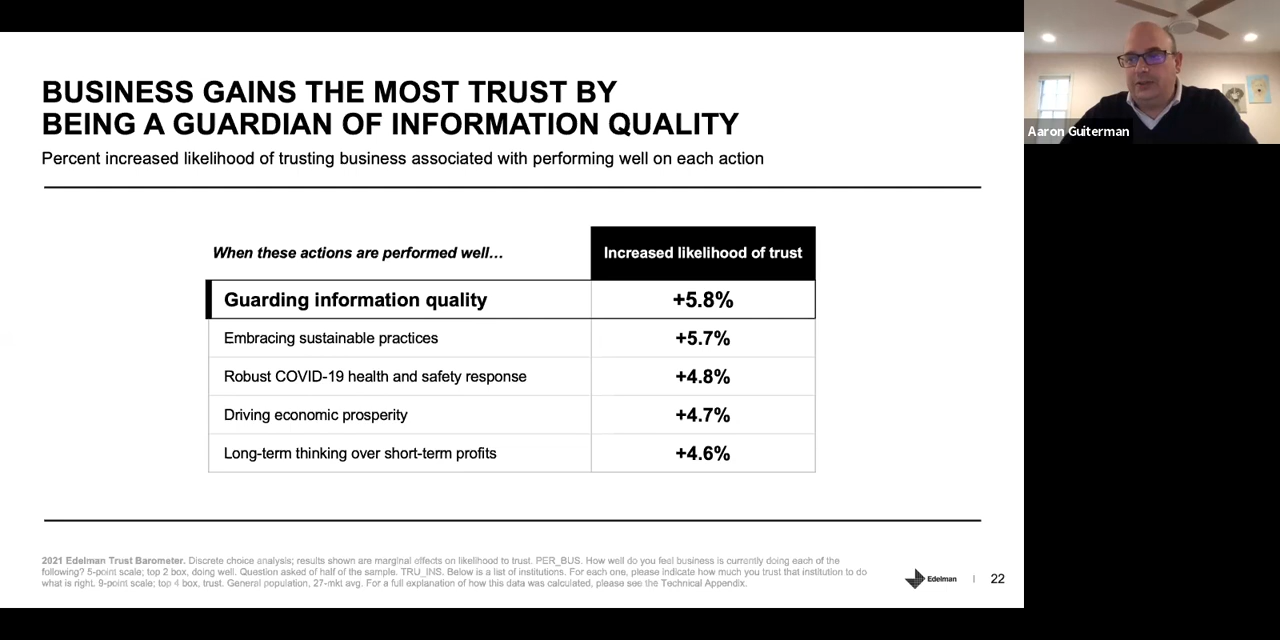 BUSINESS GAINS THE MOST TRUST BY
BEING A GUARDIAN OF INFORMATION QUALITY
Percent increased likelihood of trusting business associated with performing well on each action
When these actions are performed well…
Increased likelihood of trust
Guarding information quality
+5.8%
Embracing sustainable practices
+5.7%
Robust COVID-19 health and safety response
+4.8%
Driving economic prosperity
+4.7%
Long-term thinking over short-term profits
+4.6%
2021 Edelman Trust Barometer. Discrete choice analysis; results shown are marginal effects on likelihood to trust. PER_BUS. How well do you feel business is currently doing each of the
following? 5-point scale; top 2 box, doing well. Question asked of half of the sample. TRU_INS. Below is a list of institutions. For each one, please indicate how much you trust that institution to do
what is right. 9-point scale; top 4 box, trust. General population, 27-mkt avg. For a full explanation of how this data was calculated, please see the Technical Appendix.
Edelman | 22
Aaron Guiterman